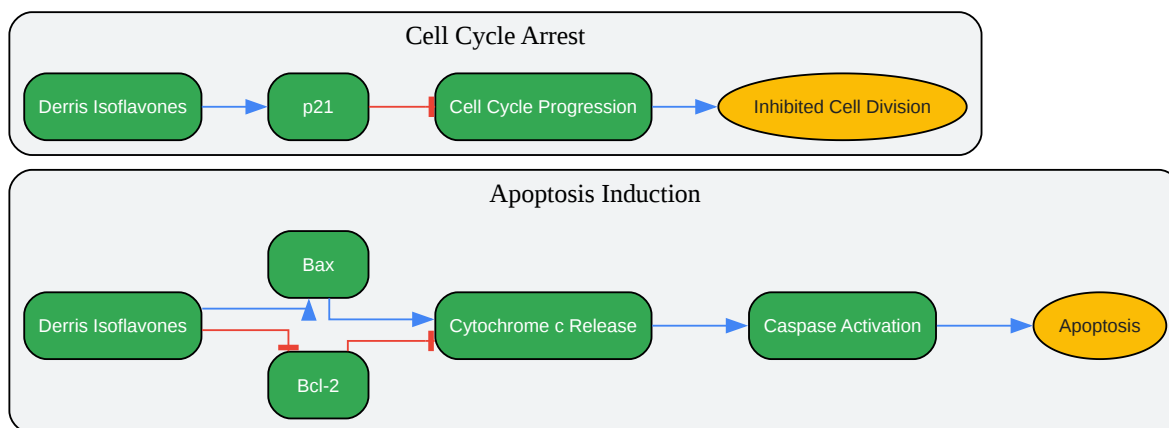 Cell Cycle Arrest
Derris Isoflavones
p21
Cell Cycle Progression
Inhibited Cell Division
Apoptosis Induction
Bax
Derris Isoflavones
Cytochrome c Release
Caspase Activation
Apoptosis
Bcl-2